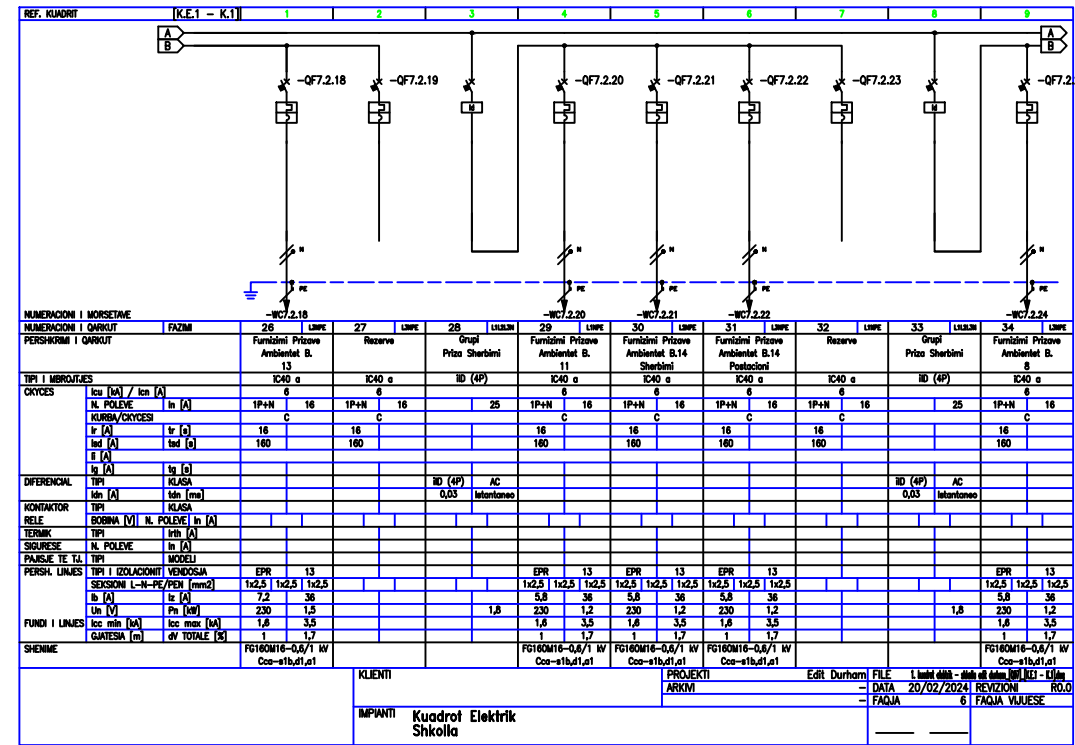 REF. KUADRIT [K.E.1 - K.1] 1 2 3 4 5 6 7 8 9
A A
B B
-QF7.2.18 -QF7.2.19 -QF7.2.20 -QF7.2.21 -QF7.2.22 -QF7.2.23 -QF7.2
Id Id
N N N N N
PE PE PE PE PE
NUMERACIONI I MORSETAVE -WC7.2.18 -WC7.2.20 -WC7.2.21 -WC7.2.22 -WC7.2.24
NUMERACIONI I QARKUT FAZIMI 26 L3NPE 27 L3NPE 28 L1L2L3N 29 L1NPE 30 L2NPE 31 L3NPE 32 L1NPE 33 L1L2L3N 34 L3NPE
PERSHKRIMI I QARKUT Furnizimi Prizave Rezerve Grupi Furnizimi Prizave Furnizimi Prizave Furnizimi Prizave Rezerve Grupi Furnizimi Prizave
Ambientet B. Priza Sherbimi Ambientet B. Ambientet B.14 Ambientet B.14 Priza Sherbimi Ambientet B.
13 11 Sherbimi Postacioni 8
TIPI I MBROJTJES iC40 a iC40 a iID (4P) iC40 a iC40 a iC40 a iC40 a iID (4P) iC40 a
CKYCES Icu [kA] / Icn [A] 6 6 6 6 6 6 6
N. POLEVE In [A] 1P+N 16 1P+N 16 25 1P+N 16 1P+N 16 1P+N 16 1P+N 16 25 1P+N 16
KURBA/CKYCESI C C C C C C C
Ir [A] tr [s] 16 16 16 16 16 16 16
Isd [A] tsd [s] 160 160 160 160 160 160 160
Ii [A]
Ig [A] tg [s]
DIFERENCIAL TIPI KLASA iID (4P) AC iID (4P) AC
Idn [A] tdn [ms] 0,03 Istantaneo 0,03 Istantaneo
KONTAKTOR TIPI KLASA
RELE BOBINA [V] N. POLEVE In [A]
TERMIK TIPI Irth [A]
SIGURESE N. POLEVE In [A]
PAJISJE TE TJ. TIPI MODELI
PERSH. LINJES TIPI I IZOLACIONIT VENDOSJA EPR 13 EPR 13 EPR 13 EPR 13 EPR 13
SEKSIONI L-N-PE/PEN [mm2] 1x2,5 1x2,5 1x2,5 1x2,5 1x2,5 1x2,5 1x2,5 1x2,5 1x2,5 1x2,5 1x2,5 1x2,5 1x2,5 1x2,5 1x2,5
Ib [A] Iz [A] 7,2 36 5,8 36 5,8 36 5,8 36 5,8 36
Un [V] Pn [kW] 230 1,5 1,8 230 1,2 230 1,2 230 1,2 1,8 230 1,2
FUNDI I LINJES Icc min [kA] Icc max [kA] 1,6 3,5 1,6 3,5 1,6 3,5 1,6 3,5 1,6 3,5
GJATESIA [m] dV TOTALE [%] 1 1,7 1 1,7 1 1,7 1 1,7 1 1,7
SHENIME FG16OM16-0,6/1 kV FG16OM16-0,6/1 kV FG16OM16-0,6/1 kV FG16OM16-0,6/1 kV FG16OM16-0,6/1 kV
Cca-s1b,d1,a1 Cca-s1b,d1,a1 Cca-s1b,d1,a1 Cca-s1b,d1,a1 Cca-s1b,d1,a1
KLIENTI PROJEKTI Edit Durham FILE
ARKIVI - DATA 20/02/2024 REVIZIONI R0.0
- FAQJA 6 FAQJA VIJUESE
IMPIANTI Kuadrot Elektrik
Shkolla